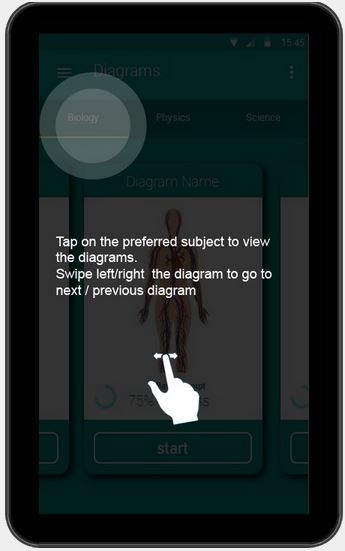 15:45
Diagrams
Biology Physics Science
Diagram Name
Tap on the preferred subject to view
the diagrams.
Swipe left/right the diagram to go to
next / previous diagram
75%
start